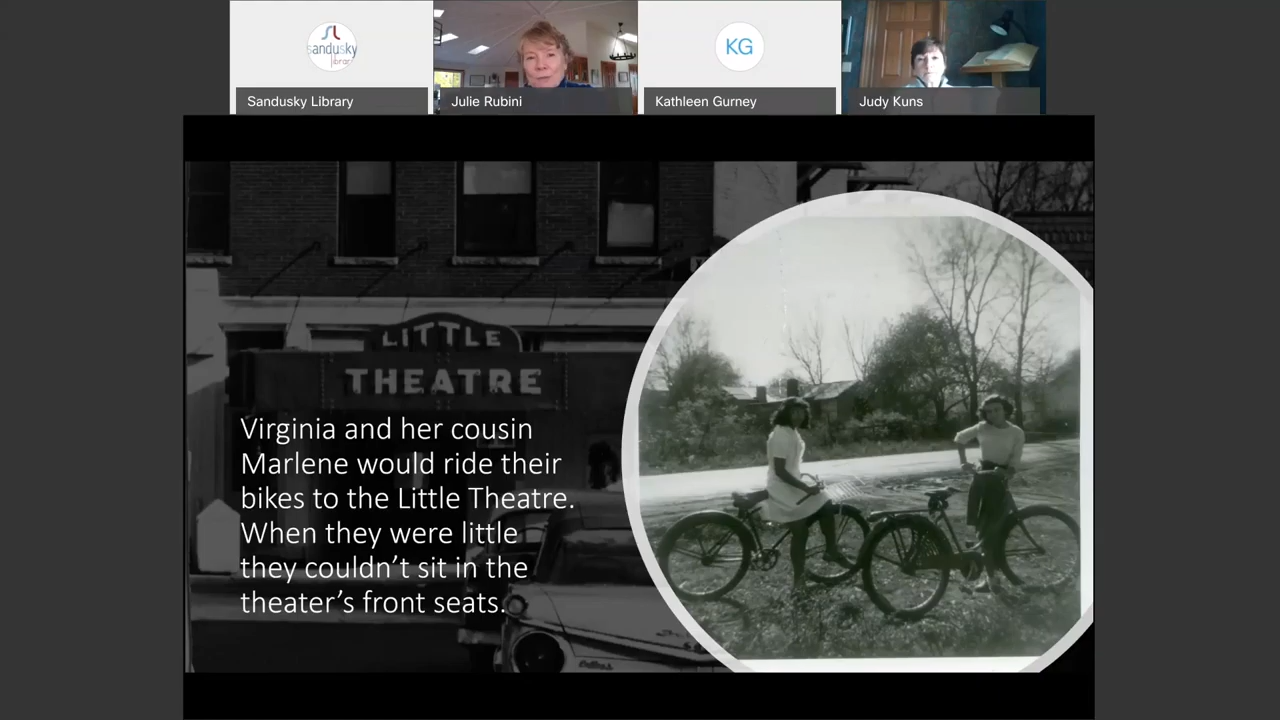 sandusky
library
Sandusky Library
Julie Rubini
KG
Kathleen Gurney
Judy Kuns
LITTLE
THEATRE
Virginia and her cousin
Marlene would ride their
bikes to the Little Theatre.
When they were little
they couldn't sit in the
theater's front seats.